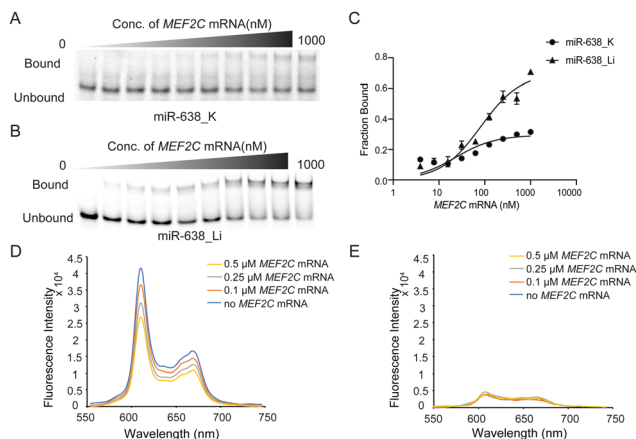 A
Conc. of MEF2C mRNA(nM)
0
1000
Bound
Unbound
miR-638_K
B
Conc. of MEF2C mRNA(nM)
0
1000
Bound
Unbound
miR-638_Li
C
miR-638_K
miR-638_Li
Fraction Bound
0.8
0.6
0.4
0.2
0.0
1
10
100
1000
10000
MEF2C mRNA (nM)
D
0.5 µM MEF2C mRNA
0.25 µM MEF2C mRNA
0.1 µM MEF2C mRNA
no MEF2C mRNA
Fluorescence Intensity
x 10⁴
4.5
4
3.5
3
2.5
2
1.5
1
0.5
0
550
600
650
700
750
Wavelength (nm)
E
0.5 µM MEF2C mRNA
0.25 µM MEF2C mRNA
0.1 µM MEF2C mRNA
no MEF2C mRNA
Fluorescence Intensity
x 10⁴
4.5
4
3.5
3
2.5
2
1.5
1
0.5
0
550
600
650
700
750
Wavelength (nm)